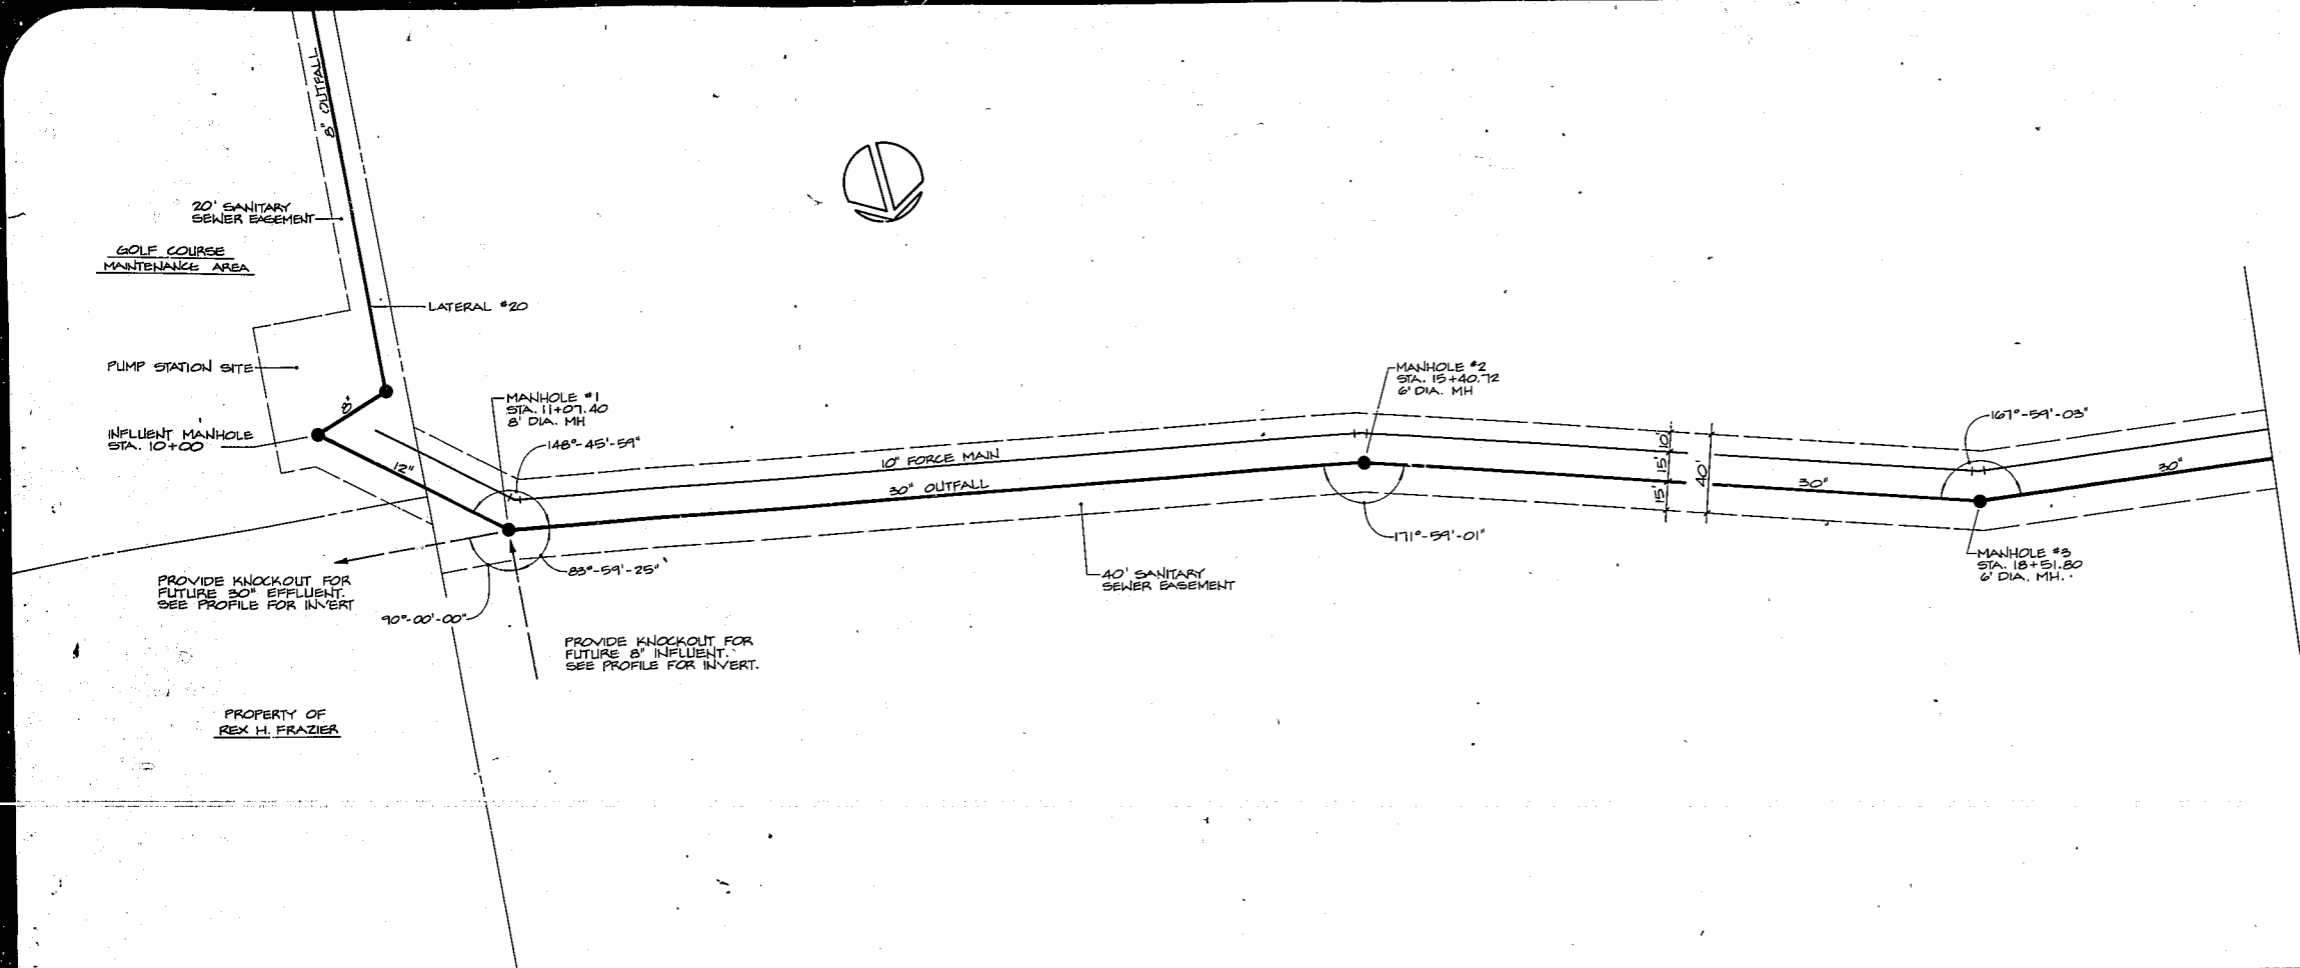 8" OUTFALL
20' SANITARY
SEWER EASEMENT
GOLF COURSE
MAINTENANCE AREA
LATERAL #20
PUMP STATION SITE
8"
INFLUENT MANHOLE
STA. 10+00
12"
MANHOLE #1
STA. 11+07.40
8' DIA. MH
148°-45'-59"
10" FORCE MAIN
30" OUTFALL
MANHOLE #2
STA. 15+40.72
6' DIA. MH
171°-59'-01"
10'
15'
15'
40'
30"
167°-59'-03"
30"
MANHOLE #3
STA. 18+51.80
6' DIA. MH.
40' SANITARY
SEWER EASEMENT
83°-59'-25"
90°-00'-00"
PROVIDE KNOCKOUT FOR
FUTURE 30" EFFLUENT.
SEE PROFILE FOR INVERT
PROVIDE KNOCKOUT FOR
FUTURE 8" INFLUENT.
SEE PROFILE FOR INVERT.
PROPERTY OF
REX H. FRAZIER